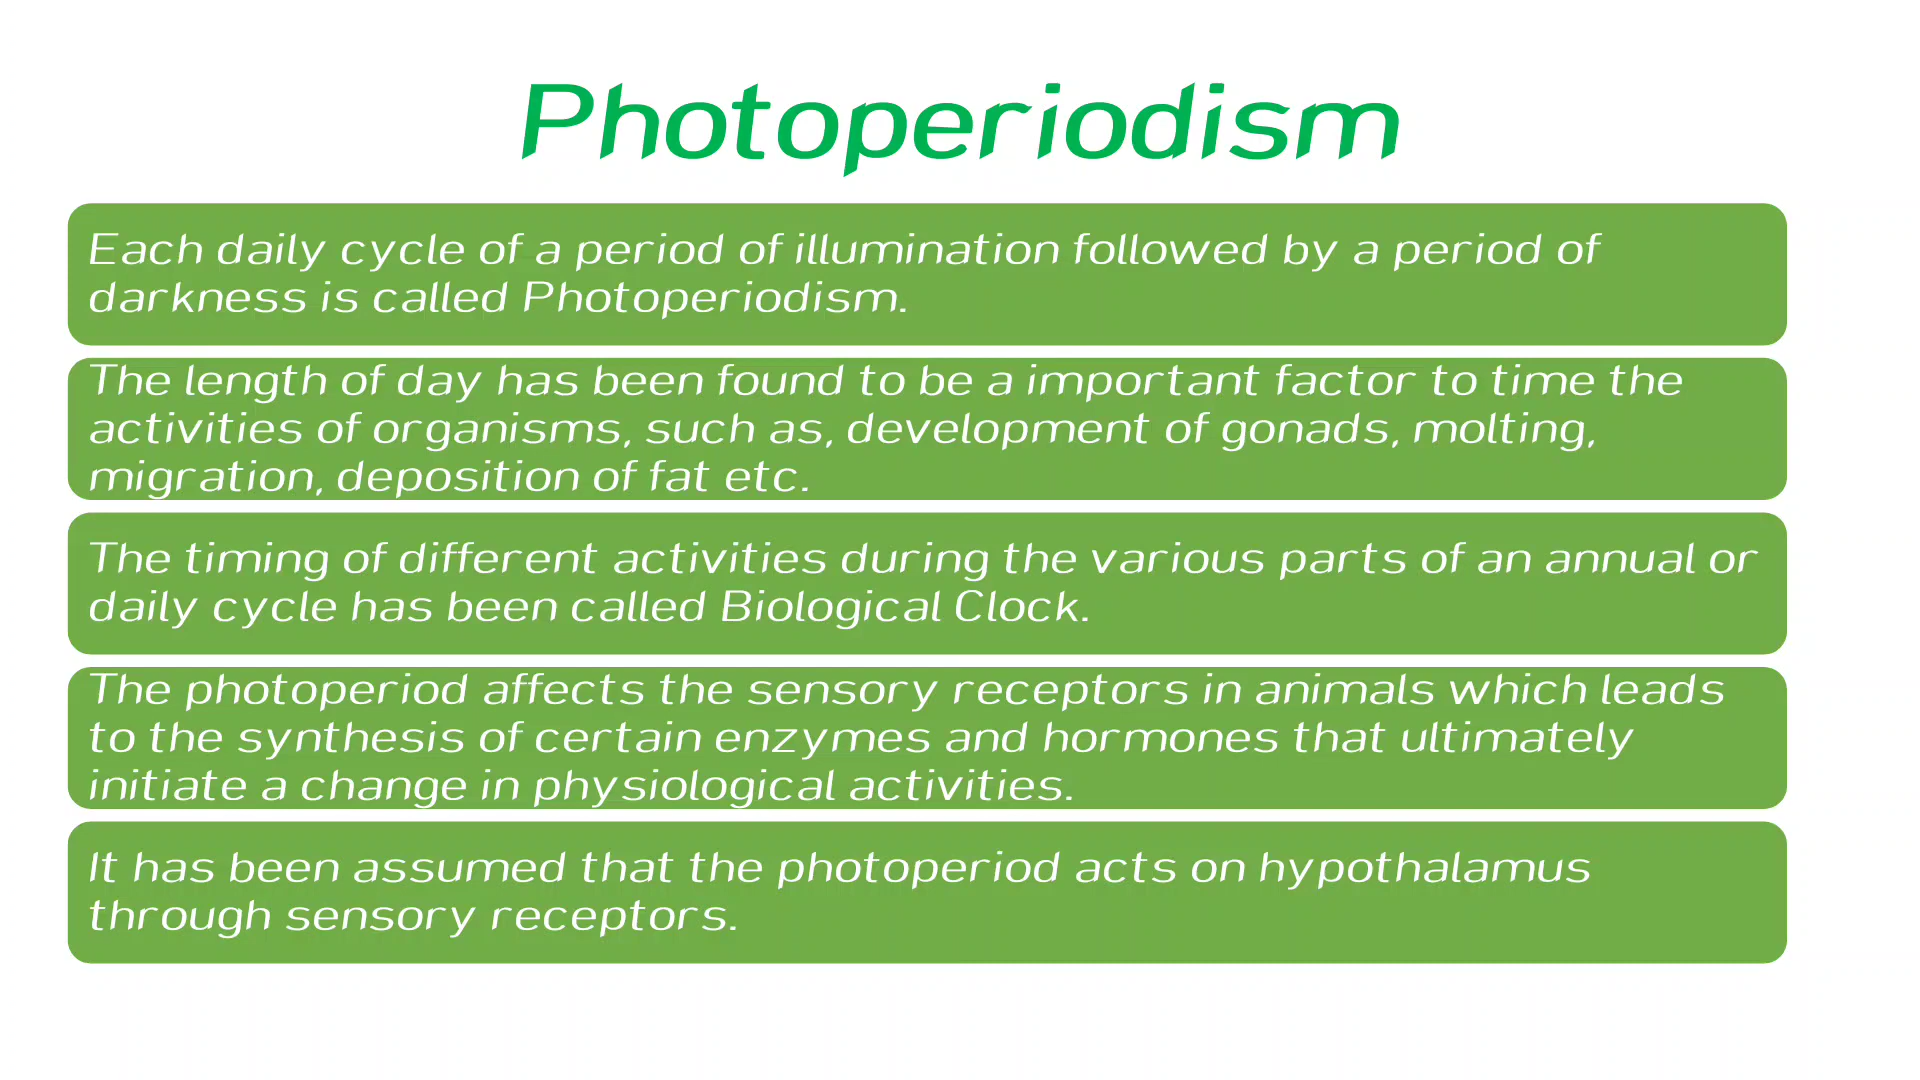 Photoperiodism
Each daily cycle of a period of illumination followed by a period of
darkness is called Photoperiodism.
The length of day has been found to be a important factor to time the
activities of organisms, such as, development of gonads, molting,
migration, deposition of fat etc.
The timing of different activities during the various parts of an annual or
daily cycle has been called Biological Clock.
The photoperiod affects the sensory receptors in animals which leads
to the synthesis of certain enzymes and hormones that ultimately
initiate a change in physiological activities.
It has been assumed that the photoperiod acts on hypothalamus
through sensory receptors.